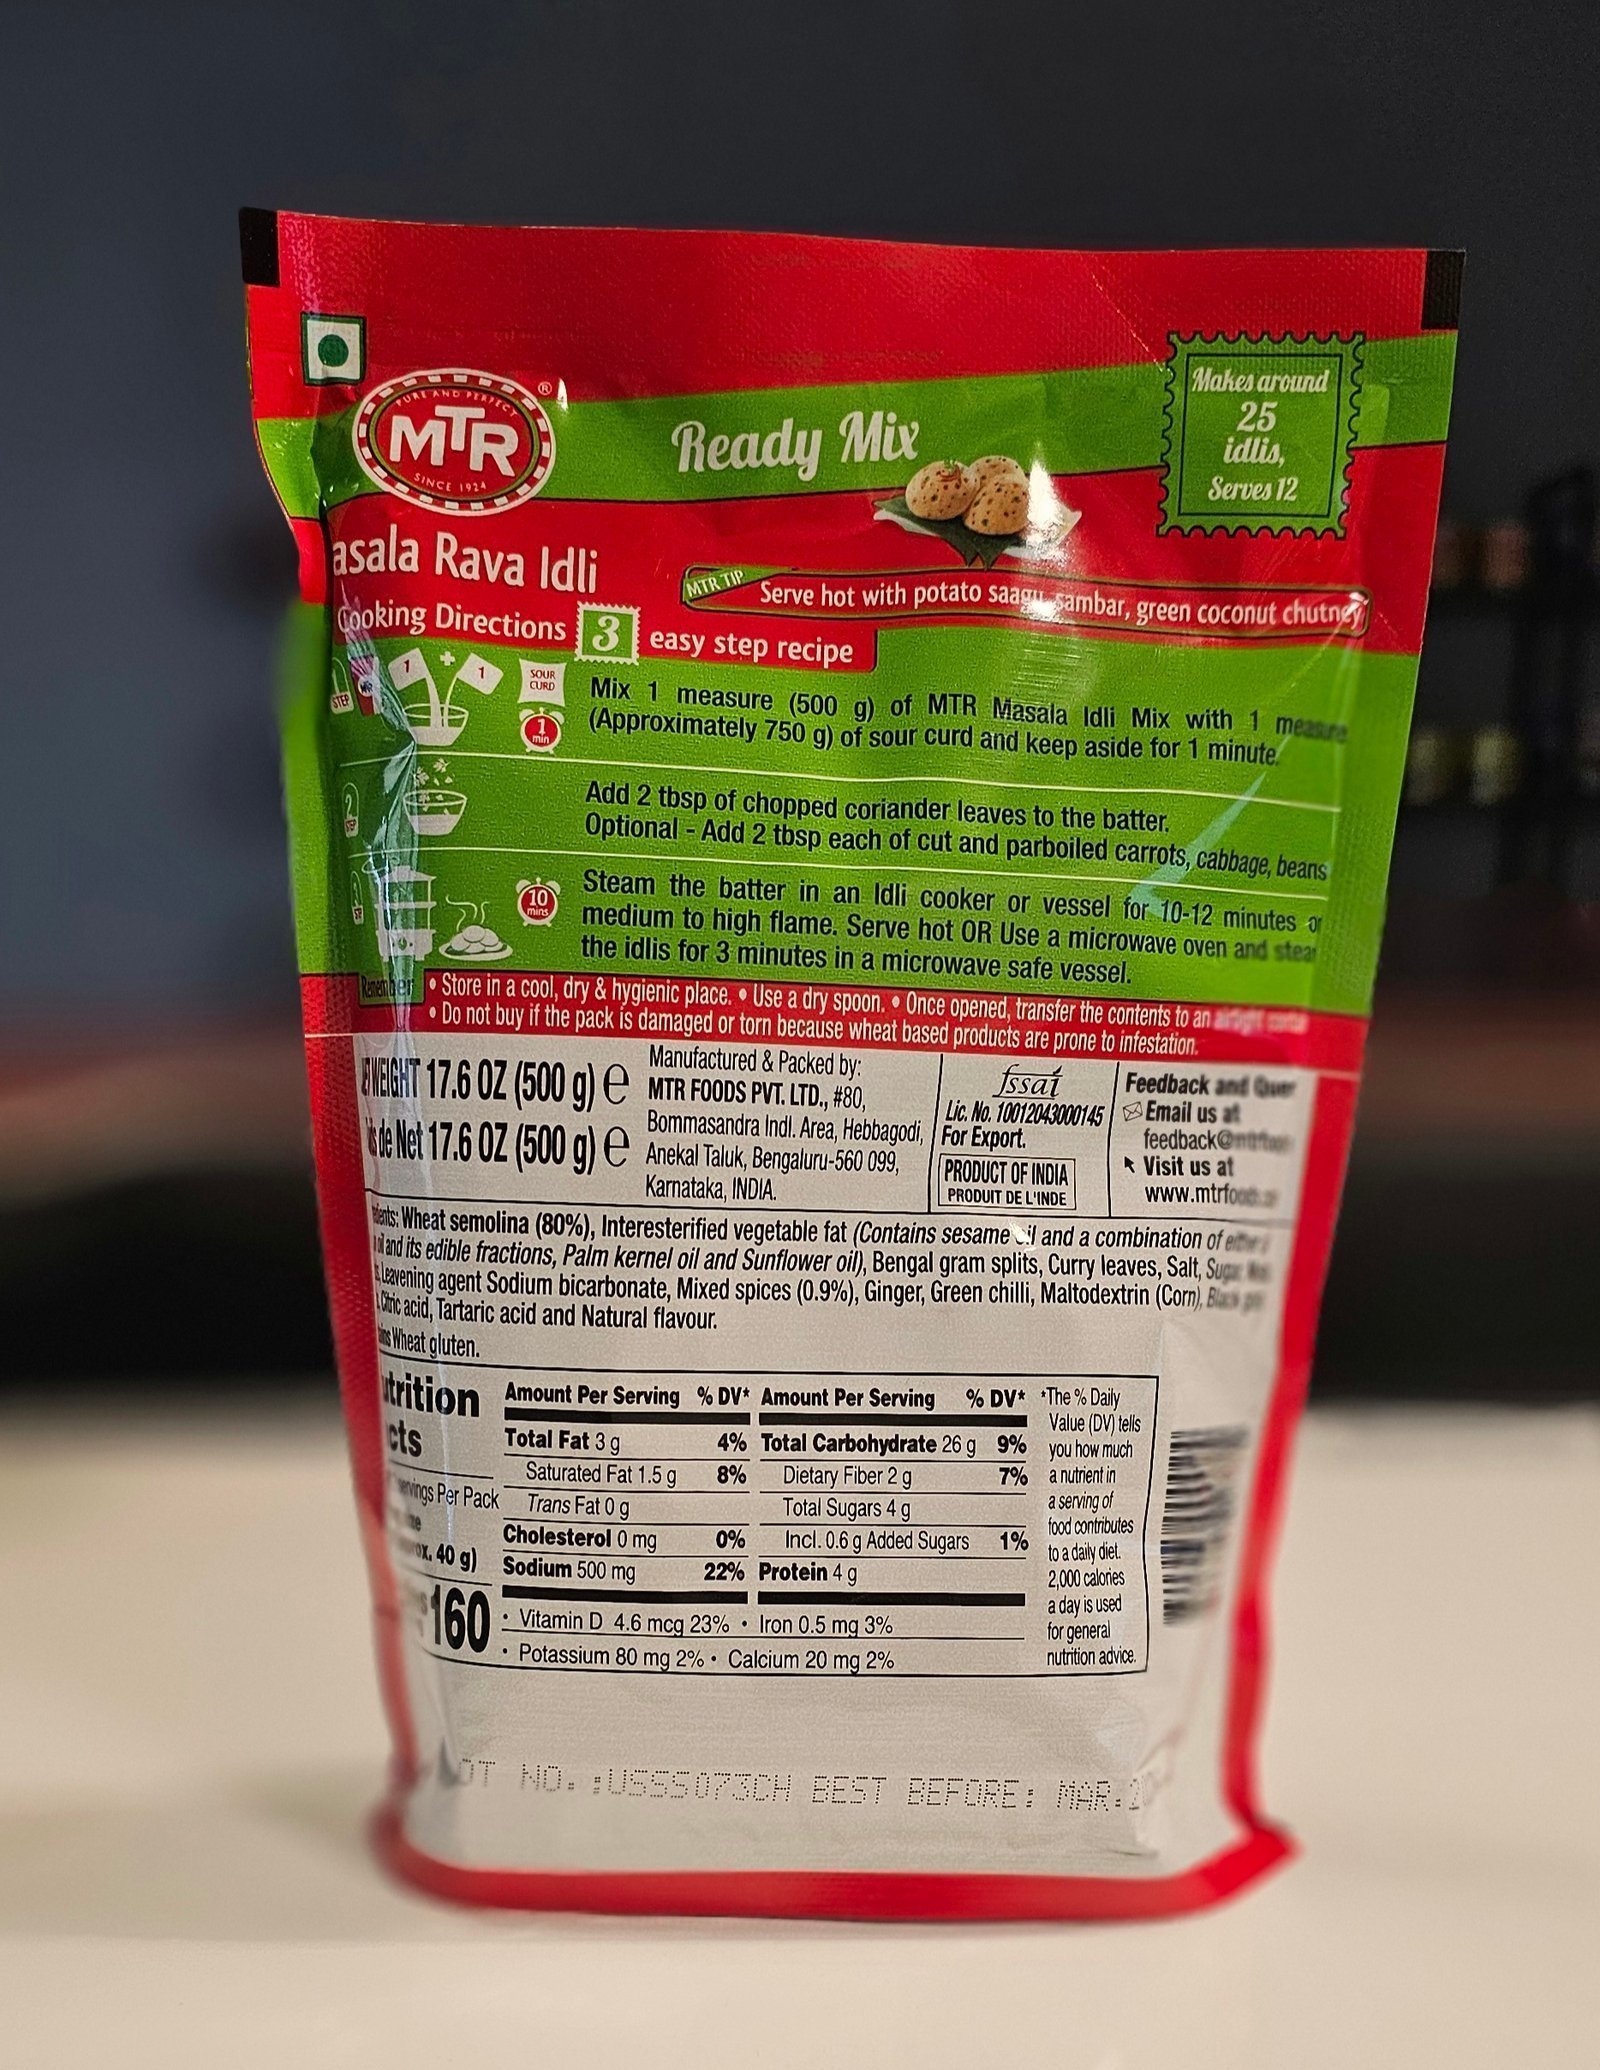 PURE AND PERFECT
MTR
®
SINCE 1924
Ready Mix
Makes around
25
idlis,
Serves 12
asala Rava Idli
MTR TIP Serve hot with potato saagu, sambar, green coconut chutney
Cooking Directions 3 easy step recipe
STEP
1 + 1
SOUR
CURD
1
min
Mix 1 measure (500 g) of MTR Masala Idli Mix with 1 measure
(Approximately 750 g) of sour curd and keep aside for 1 minute.
2
STEP
Add 2 tbsp of chopped coriander leaves to the batter.
Optional - Add 2 tbsp each of cut and parboiled carrots, cabbage, beans
10
mins
Steam the batter in an Idli cooker or vessel for 10-12 minutes or
medium to high flame. Serve hot OR Use a microwave oven and stear
the idlis for 3 minutes in a microwave safe vessel.
Remember • Store in a cool, dry & hygienic place. • Use a dry spoon. • Once opened, transfer the contents to an airtight
• Do not buy if the pack is damaged or torn because wheat based products are prone to infestation.
WEIGHT 17.6 OZ (500 g) e
de Net 17.6 OZ (500 g) e
Manufactured & Packed by:
MTR FOODS PVT. LTD., #80,
Bommasandra Indl. Area, Hebbagodi,
Anekal Taluk, Bengaluru-560 099,
Karnataka, INDIA.
fssai
Lic. No. 10012043000145
For Export.
PRODUCT OF INDIA
PRODUIT DE L'INDE
Feedback and Quer
Email us at
feedback@
Visit us at
www.mtrfoods
ents: Wheat semolina (80%), Interesterified vegetable fat (Contains sesame oil and a combination of either
oil and its edible fractions, Palm kernel oil and Sunflower oil), Bengal gram splits, Curry leaves, Salt, Sugar,
Leavening agent Sodium bicarbonate, Mixed spices (0.9%), Ginger, Green chilli, Maltodextrin (Corn), Black
Citric acid, Tartaric acid and Natural flavour.
ins Wheat gluten.
trition
cts
ervings Per Pack
ox. 40 g)
160
Amount Per Serving % DV* Amount Per Serving % DV*
Total Fat 3 g 4% Total Carbohydrate 26 g 9%
Saturated Fat 1.5 g 8% Dietary Fiber 2 g 7%
Trans Fat 0 g Total Sugars 4 g
Cholesterol 0 mg 0% Incl. 0.6 g Added Sugars 1%
Sodium 500 mg 22% Protein 4 g
• Vitamin D 4.6 mcg 23% • Iron 0.5 mg 3%
• Potassium 80 mg 2% • Calcium 20 mg 2%
*The % Daily
Value (DV) tells
you how much
a nutrient in
a serving of
food contributes
to a daily diet.
2,000 calories
a day is used
for general
nutrition advice.
OT NO. :USSS073CH BEST BEFORE: MAR.2